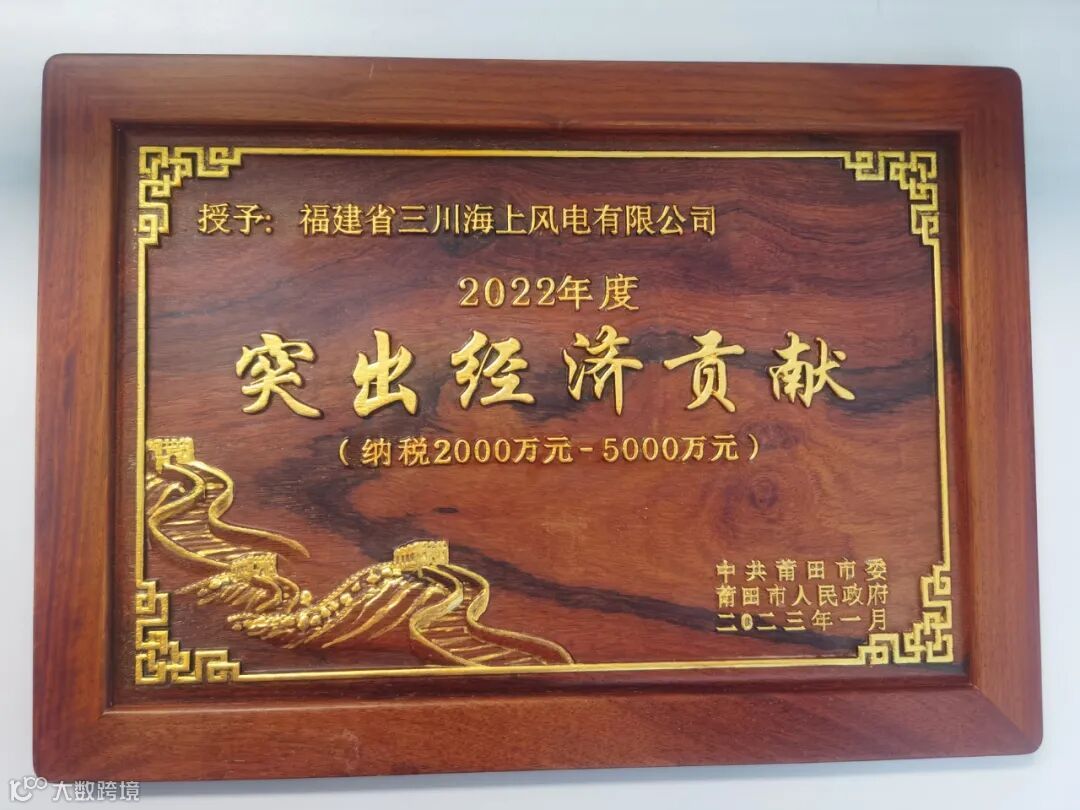 授予：福建省三川海上风电有限公司
2022年度
突出经济贡献
（纳税2000万元-5000万元）
中共莆田市委
莆田市人民政府
二〇二三年一月
大数跨境